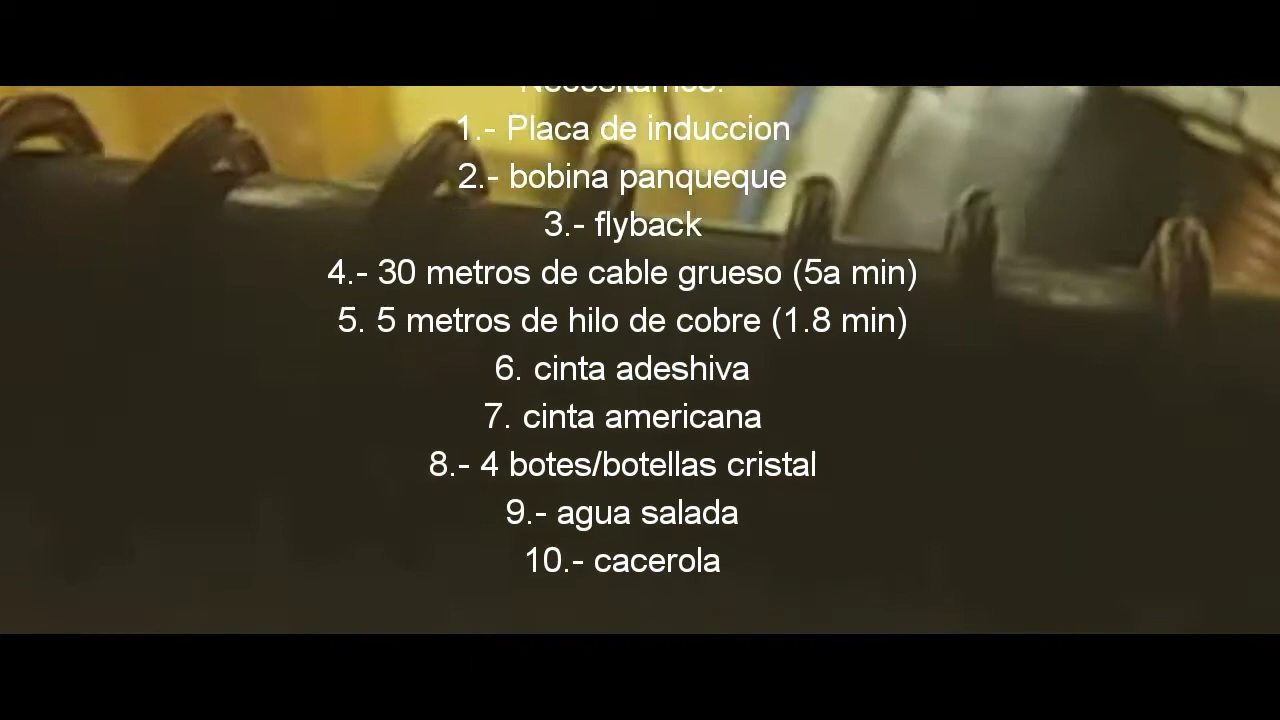 Necesitamos:
1.- Placa de induccion
2.- bobina panqueque
3.- flyback
4.- 30 metros de cable grueso (5a min)
5. 5 metros de hilo de cobre (1.8 min)
6. cinta adeshiva
7. cinta americana
8.- 4 botes/botellas cristal
9.- agua salada
10.- cacerola